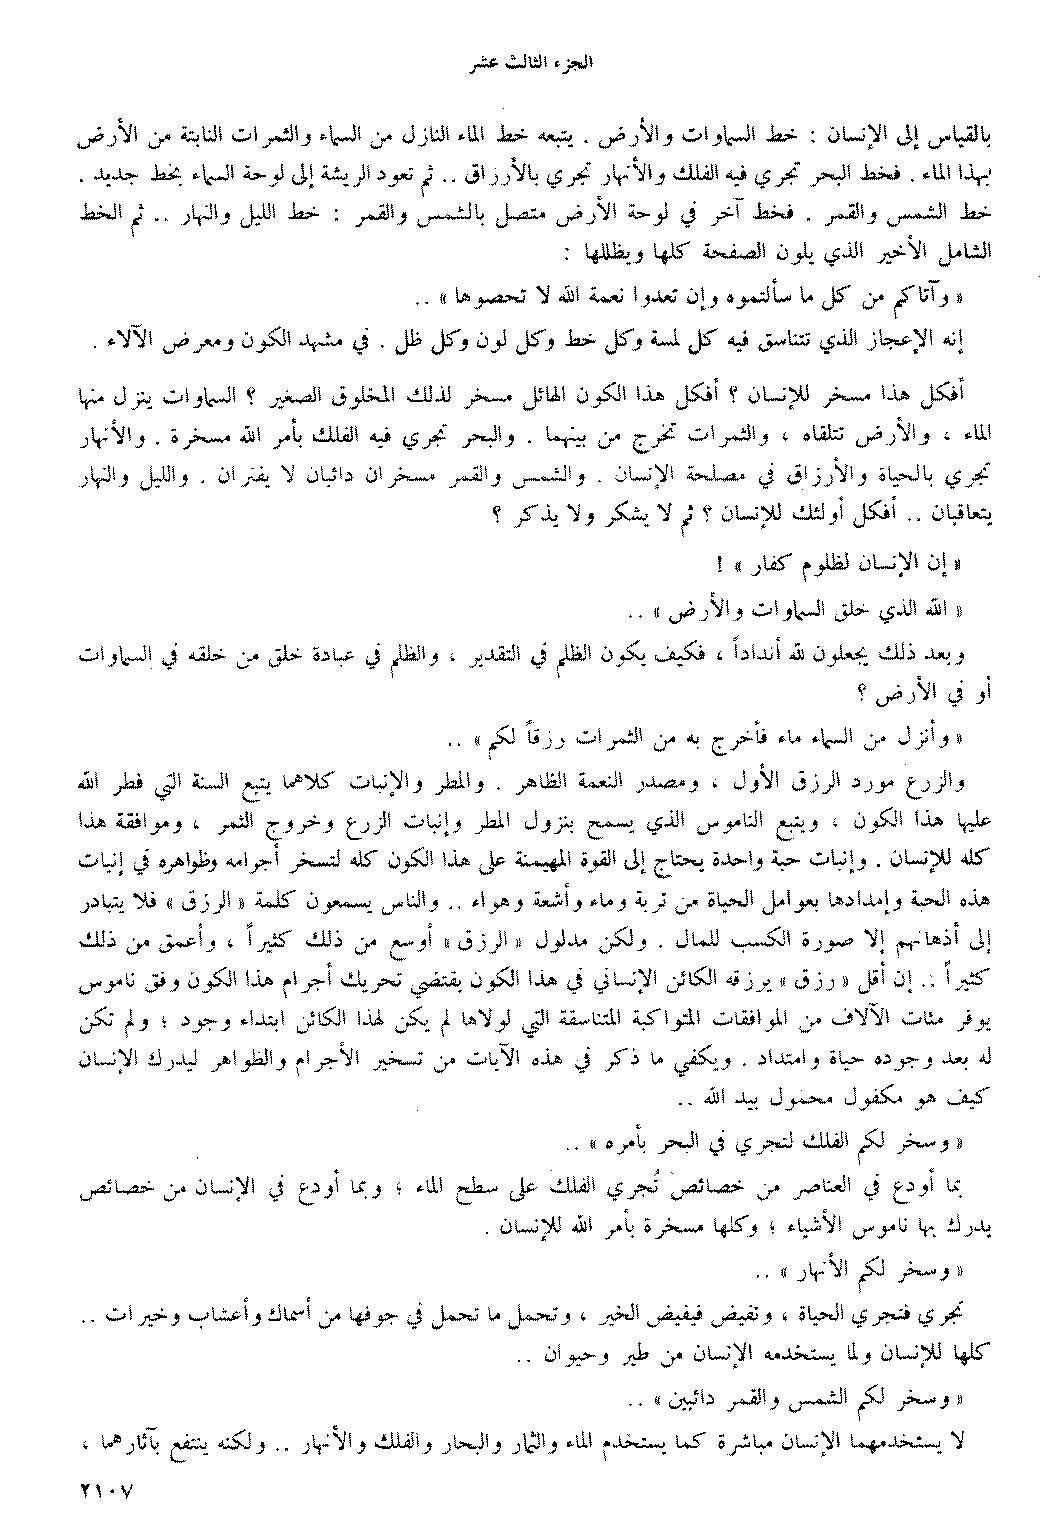 الجزء الثالث عشر
بالقياس إلى الإنسان : خط السماوات والأرض . يتبعه خط الماء النازل من السماء والثمرات النابتة من الأرض
بهذا الماء . فخط البحر تجري فيه الفلك والأنهار تجري بالأرزاق .. ثم تعود الريشة إلى لوحة السماء بخط جديد .
خط الشمس والقمر . فخط آخر في لوحة الأرض متصل بالشمس والقمر : خط الليل والنهار .. ثم الخط
الشامل الأخير الذي يلون الصفحة كلها ويظللها :
« وآتاكم من كل ما سألتموه وإن تعدوا نعمة الله لا تحصوها » ..
إنه الإعجاز الذي تتناسق فيه كل لمسة وكل خط وكل لون وكل ظل . في مشهد الكون ومعرض الآلاء .
أفكل هذا مسخر للإنسان ؟ أفكل هذا الكون الهائل مسخر لذلك المخلوق الصغير ؟ السماوات ينزل منها
الماء ، والأرض تتلقاه ، والثمرات تخرج من بينهما . والبحر تجري فيه الفلك بأمر الله مسخرة . والأنهار
تجري بالحياة والأرزاق في مصلحة الإنسان . والشمس والقمر مسخران دائبان لا يفتران . والليل والنهار
يتعاقبان .. أفكل أولئك للإنسان ؟ ثم لا يشكر ولا يذكر ؟
« إن الإنسان لظلوم كفار » !
« الله الذي خلق السماوات والأرض » ..
وبعد ذلك يجعلون لله أنداداً ، فكيف يكون الظلم في التقدير ، والظلم في عبادة خلق من خلقه في السماوات
أو في الأرض ؟
« وأنزل من السماء ماء فأخرج به من الثمرات رزقاً لكم » ..
والزرع مورد الرزق الأول ، ومصدر النعمة الظاهر . والمطر والإنبات كلاهما يتبع السنة التي فطر الله
عليها هذا الكون ، ويتبع الناموس الذي يسمح بنزول المطر وإنبات الزرع وخروج الثمر ، وموافقة هذا
كله للإنسان . وإنبات حبة واحدة يحتاج إلى القوة المهيمنة على هذا الكون كله لتسخر أجرامه وظواهره في إنبات
هذه الحبة وإمدادها بعوامل الحياة من تربة وماء وأشعة وهواء .. والناس يسمعون كلمة « الرزق » فلا يتبادر
إلى أذهانهم إلا صورة الكسب للمال . ولكن مدلول « الرزق » أوسع من ذلك كثيراً ، وأعمق من ذلك
كثيراً .. إن أقل « رزق » يرزقه الكائن الإنساني في هذا الكون يقتضي تحريك أجرام هذا الكون وفق ناموس
يوفر مئات الآلاف من الموافقات المتواكبة المتناسقة التي لولاها لم يكن لهذا الكائن ابتداء وجود ؛ ولم تكن
له بعد وجوده حياة وامتداد . ويكفي ما ذكر في هذه الآيات من تسخير الأجرام والظواهر ليدرك الإنسان
كيف هو مكفول محمول بيد الله ..
« وسخر لكم الفلك لتجري في البحر بأمره » ..
بما أودع في العناصر من خصائص تُجري الفلك على سطح الماء ؛ وبما أودع في الإنسان من خصائص
يدرك بها ناموس الأشياء ؛ وكلها مسخرة بأمر الله للإنسان .
« وسخر لكم الأنهار » ..
تجري فتجري الحياة ، وتفيض فيفيض الخير ، وتحمل ما تحمل في جوفها من أسماك وأعشاب وخيرات ..
كلها للإنسان ولما يستخدمه الإنسان من طير وحيوان ..
« وسخر لكم الشمس والقمر دائبين » ..
لا يستخدمهما الإنسان مباشرة كما يستخدم الماء والثمار والبحار والفلك والأنهار .. ولكنه ينتفع بآثارهما ،
٢١٠٧